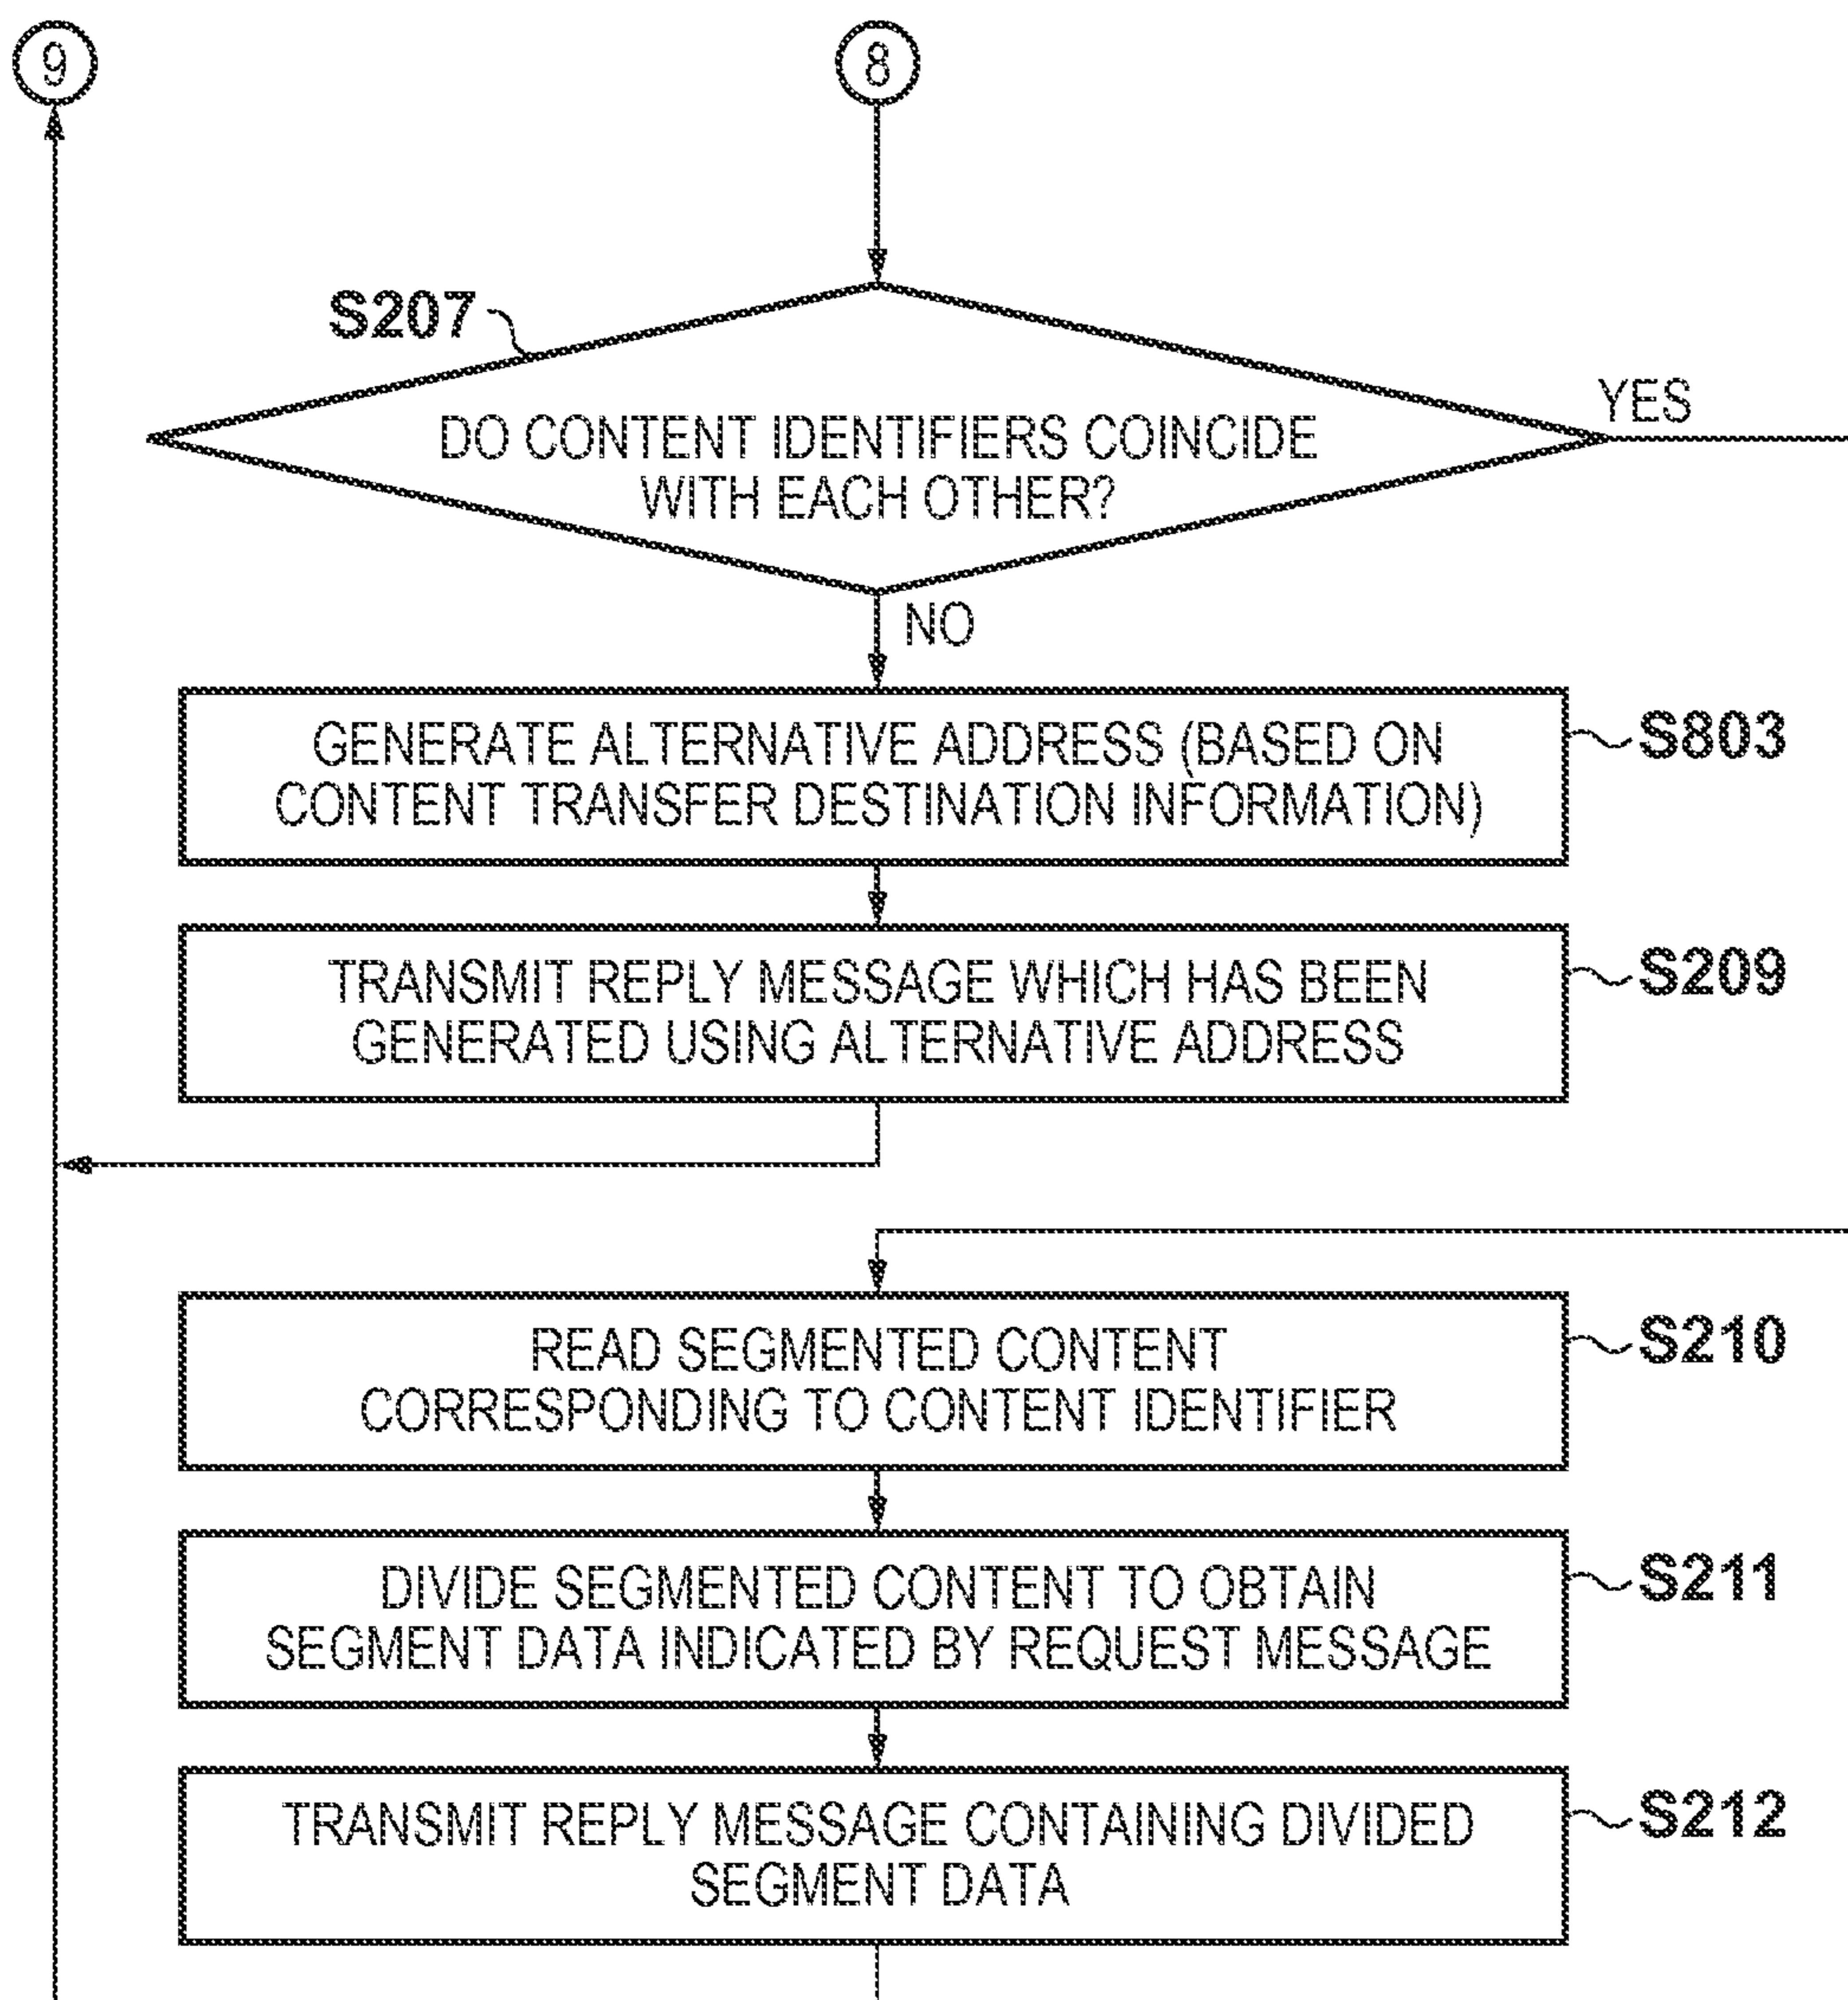 9
8
S207
DO CONTENT IDENTIFIERS COINCIDE
WITH EACH OTHER?
YES
NO
GENERATE ALTERNATIVE ADDRESS (BASED ON
CONTENT TRANSFER DESTINATION INFORMATION)
S803
TRANSMIT REPLY MESSAGE WHICH HAS BEEN
GENERATED USING ALTERNATIVE ADDRESS
S209
READ SEGMENTED CONTENT
CORRESPONDING TO CONTENT IDENTIFIER
S210
DIVIDE SEGMENTED CONTENT TO OBTAIN
SEGMENT DATA INDICATED BY REQUEST MESSAGE
S211
TRANSMIT REPLY MESSAGE CONTAINING DIVIDED
SEGMENT DATA
S212